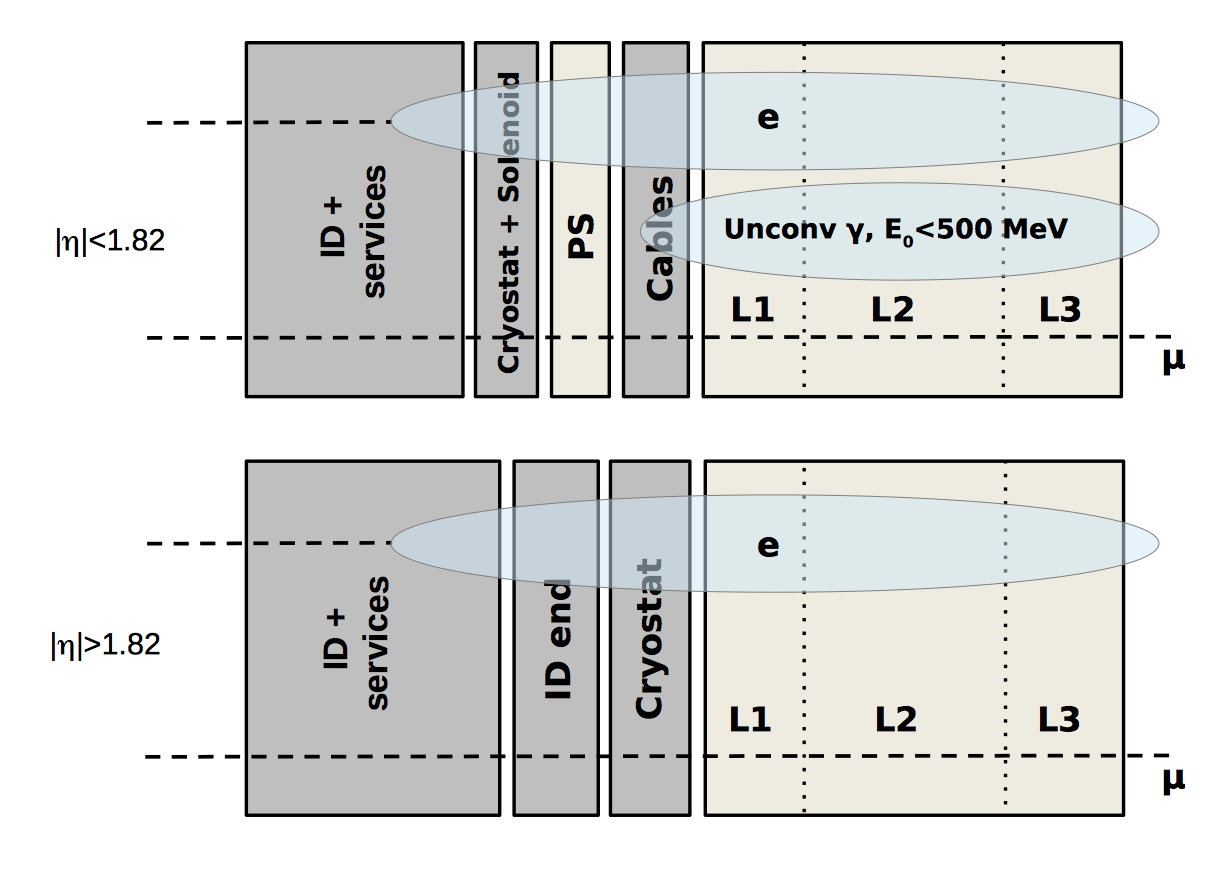 e
|η|<1.82
ID +
services
Cryostat + Solenoid
PS
Cables
Unconv γ, E₀<500 MeV
L1
L2
L3
μ
e
|η|>1.82
ID +
services
ID end
Cryostat
L1
L2
L3
μ